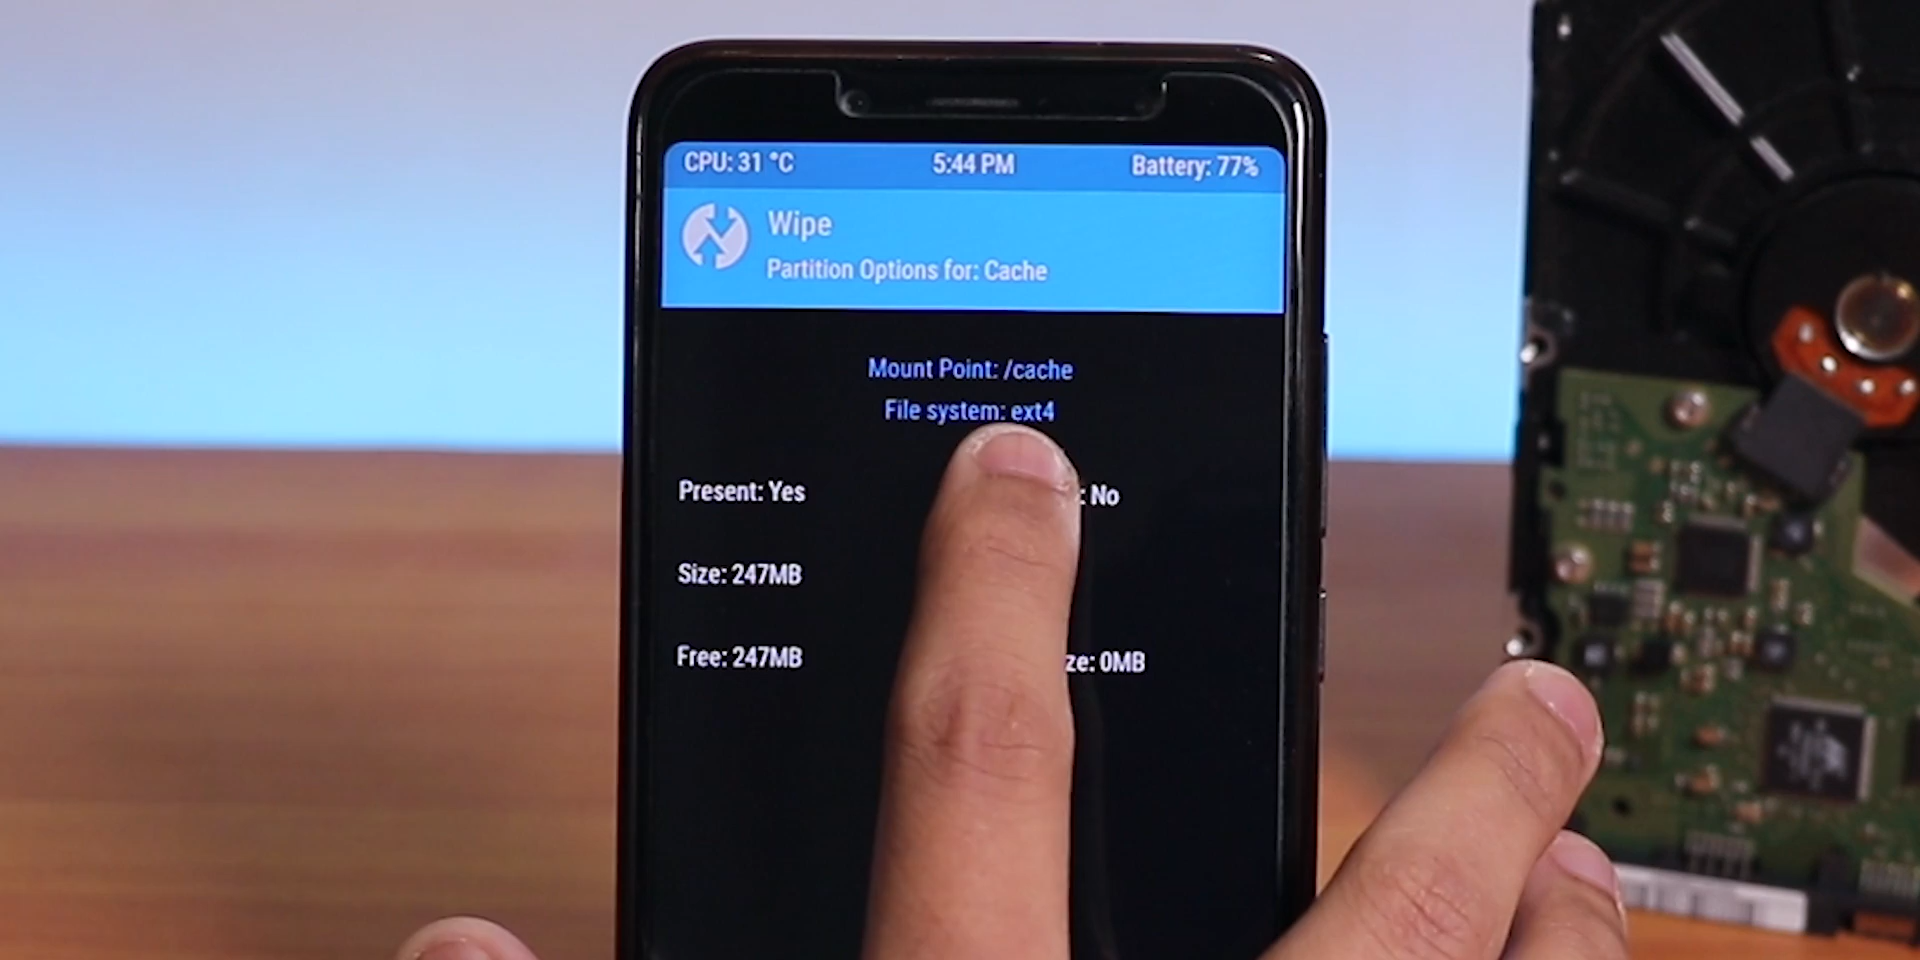 CPU: 31 °C 5:44 PM Battery: 77%
Wipe
Partition Options for: Cache
Mount Point: /cache
File system: ext4
Present: Yes : No
Size: 247MB
Free: 247MB ze: 0MB